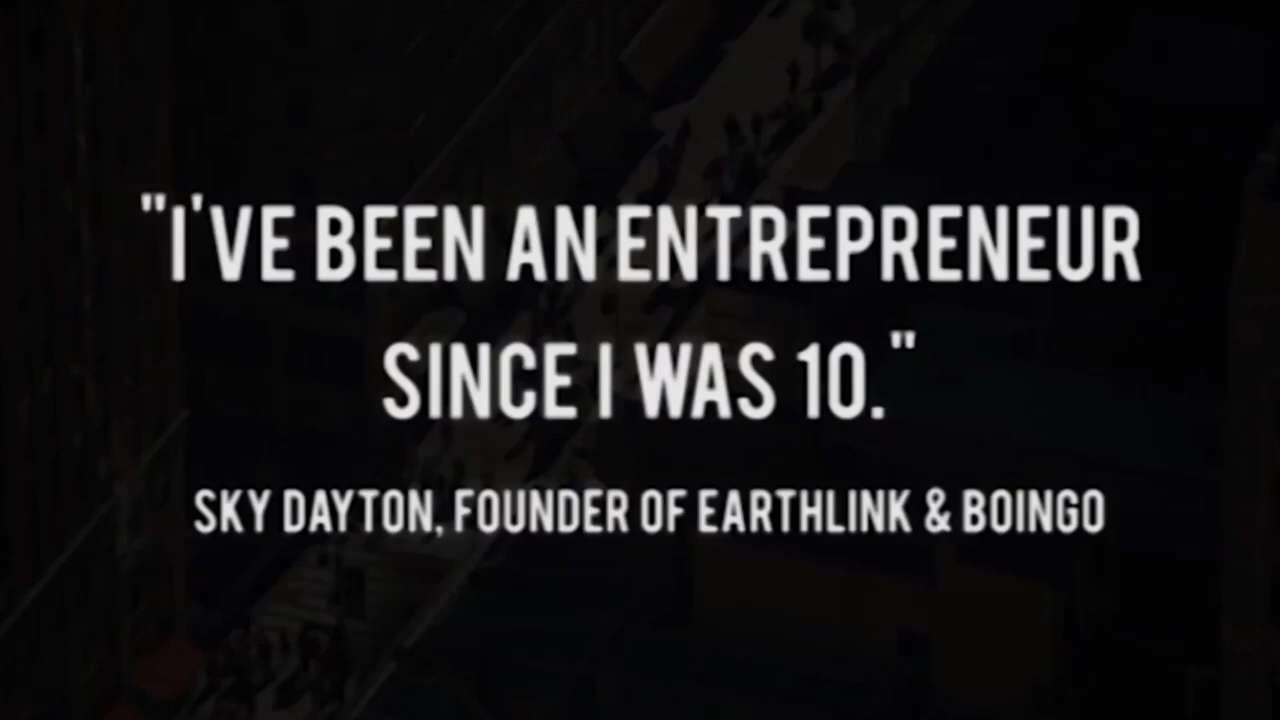 "I'VE BEEN AN ENTREPRENEUR
SINCE I WAS 10."
SKY DAYTON, FOUNDER OF EARTHLINK & BOINGO